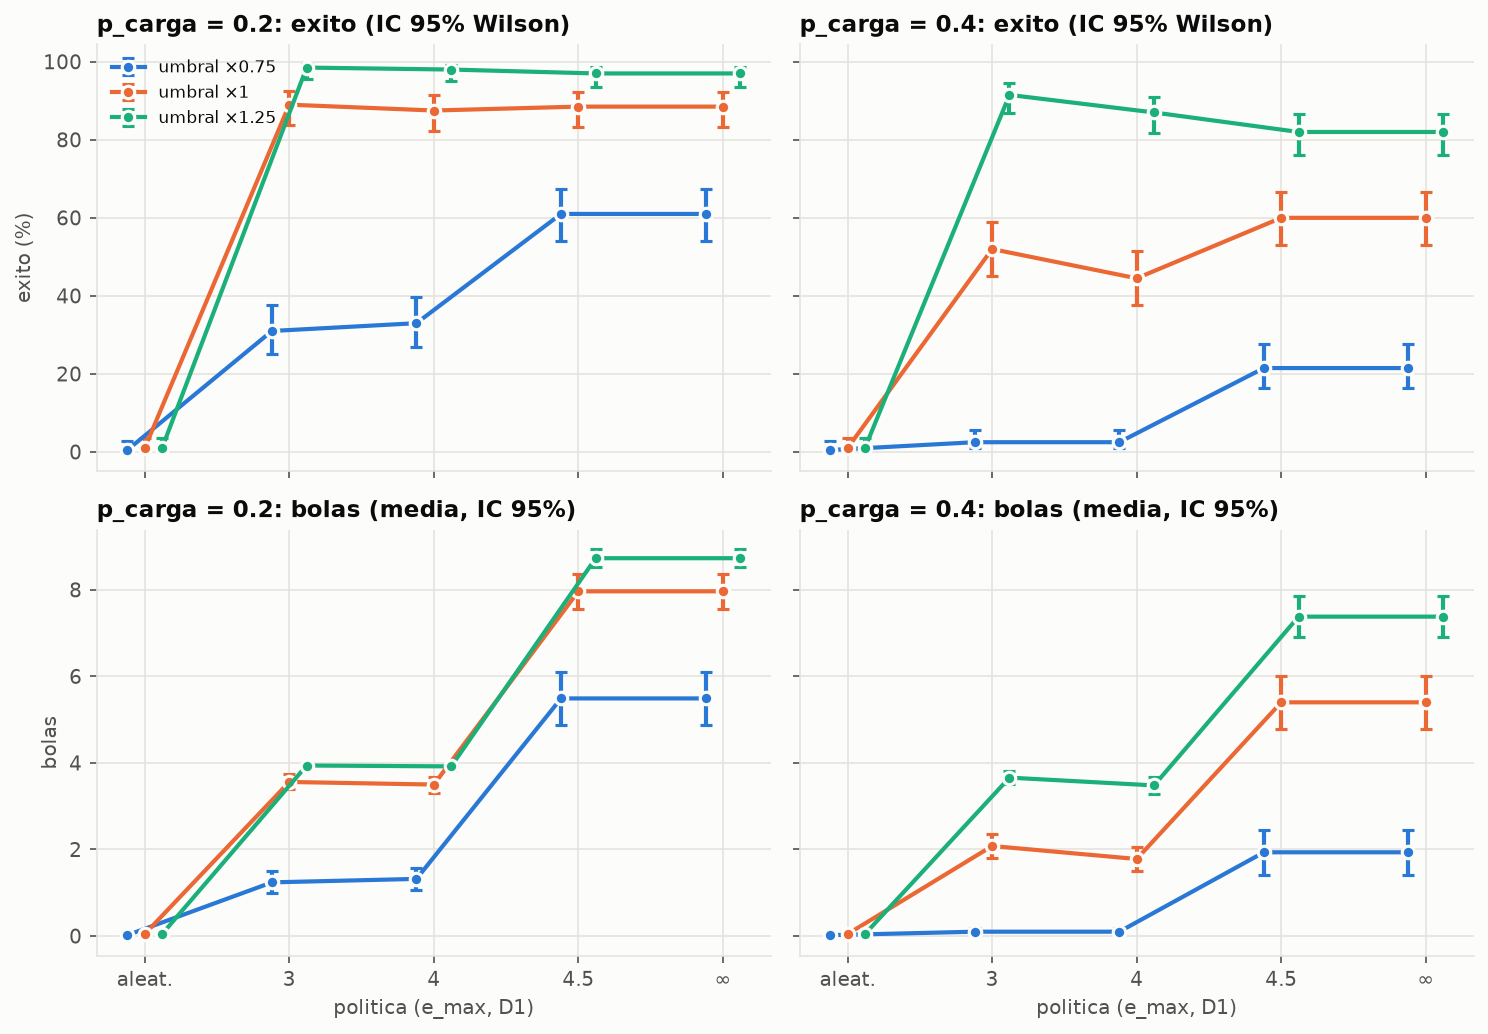 p_carga = 0.2: exito (IC 95% Wilson)
p_carga = 0.4: exito (IC 95% Wilson)
exito (%)
100
80
60
40
20
0
umbral ×0.75
umbral ×1
umbral ×1.25
p_carga = 0.2: bolas (media, IC 95%)
p_carga = 0.4: bolas (media, IC 95%)
bolas
8
6
4
2
0
aleat. 3 4 4.5 ∞
aleat. 3 4 4.5 ∞
politica (e_max, D1)
politica (e_max, D1)